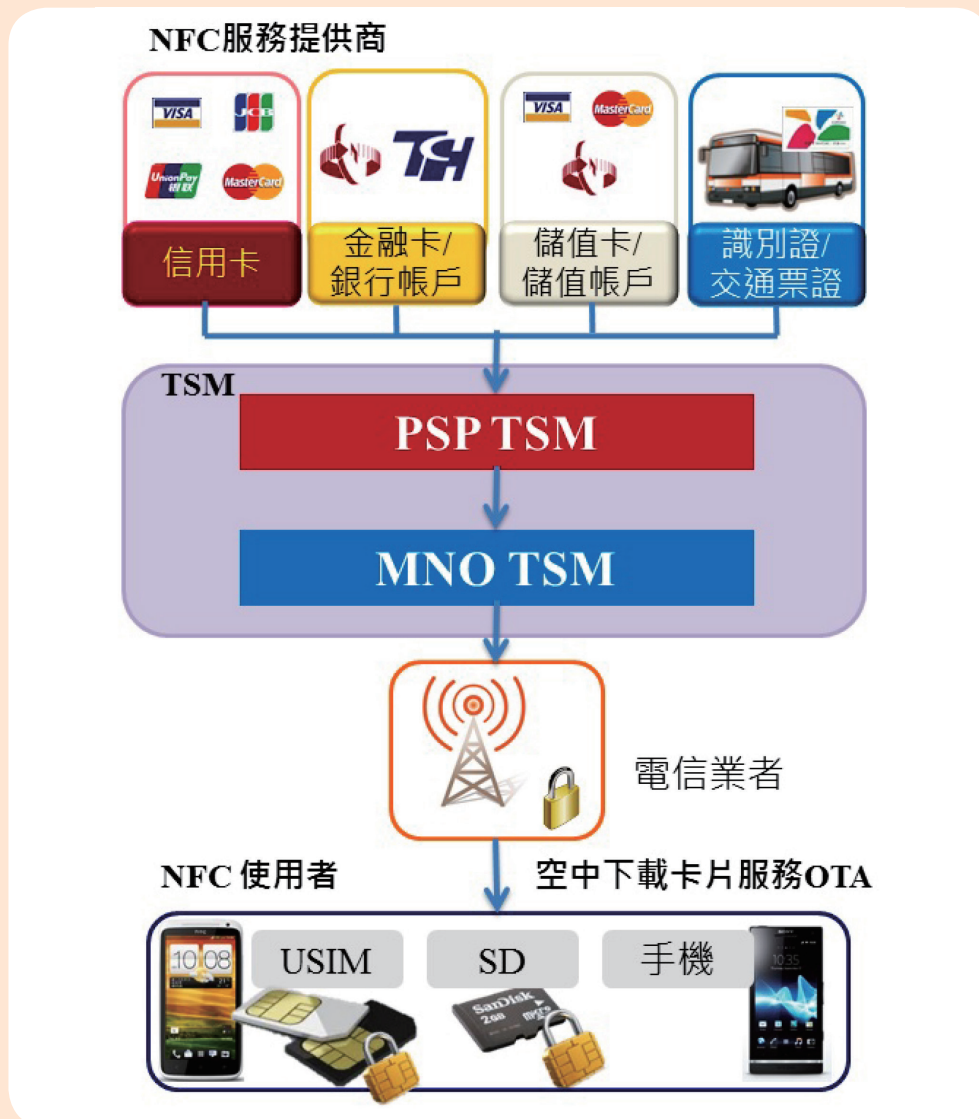 NFC服務提供商
VISA
JCB
UnionPay
銀联
MasterCard
信用卡
TCH
金融卡/
銀行帳戶
VISA
MasterCard
儲值卡/
儲值帳戶
識別證/
交通票證
TSM
PSP TSM
MNO TSM
電信業者
NFC 使用者
空中下載卡片服務OTA
10:08
USIM
SD
SanDisk
2GB
手機
SONY
10:35